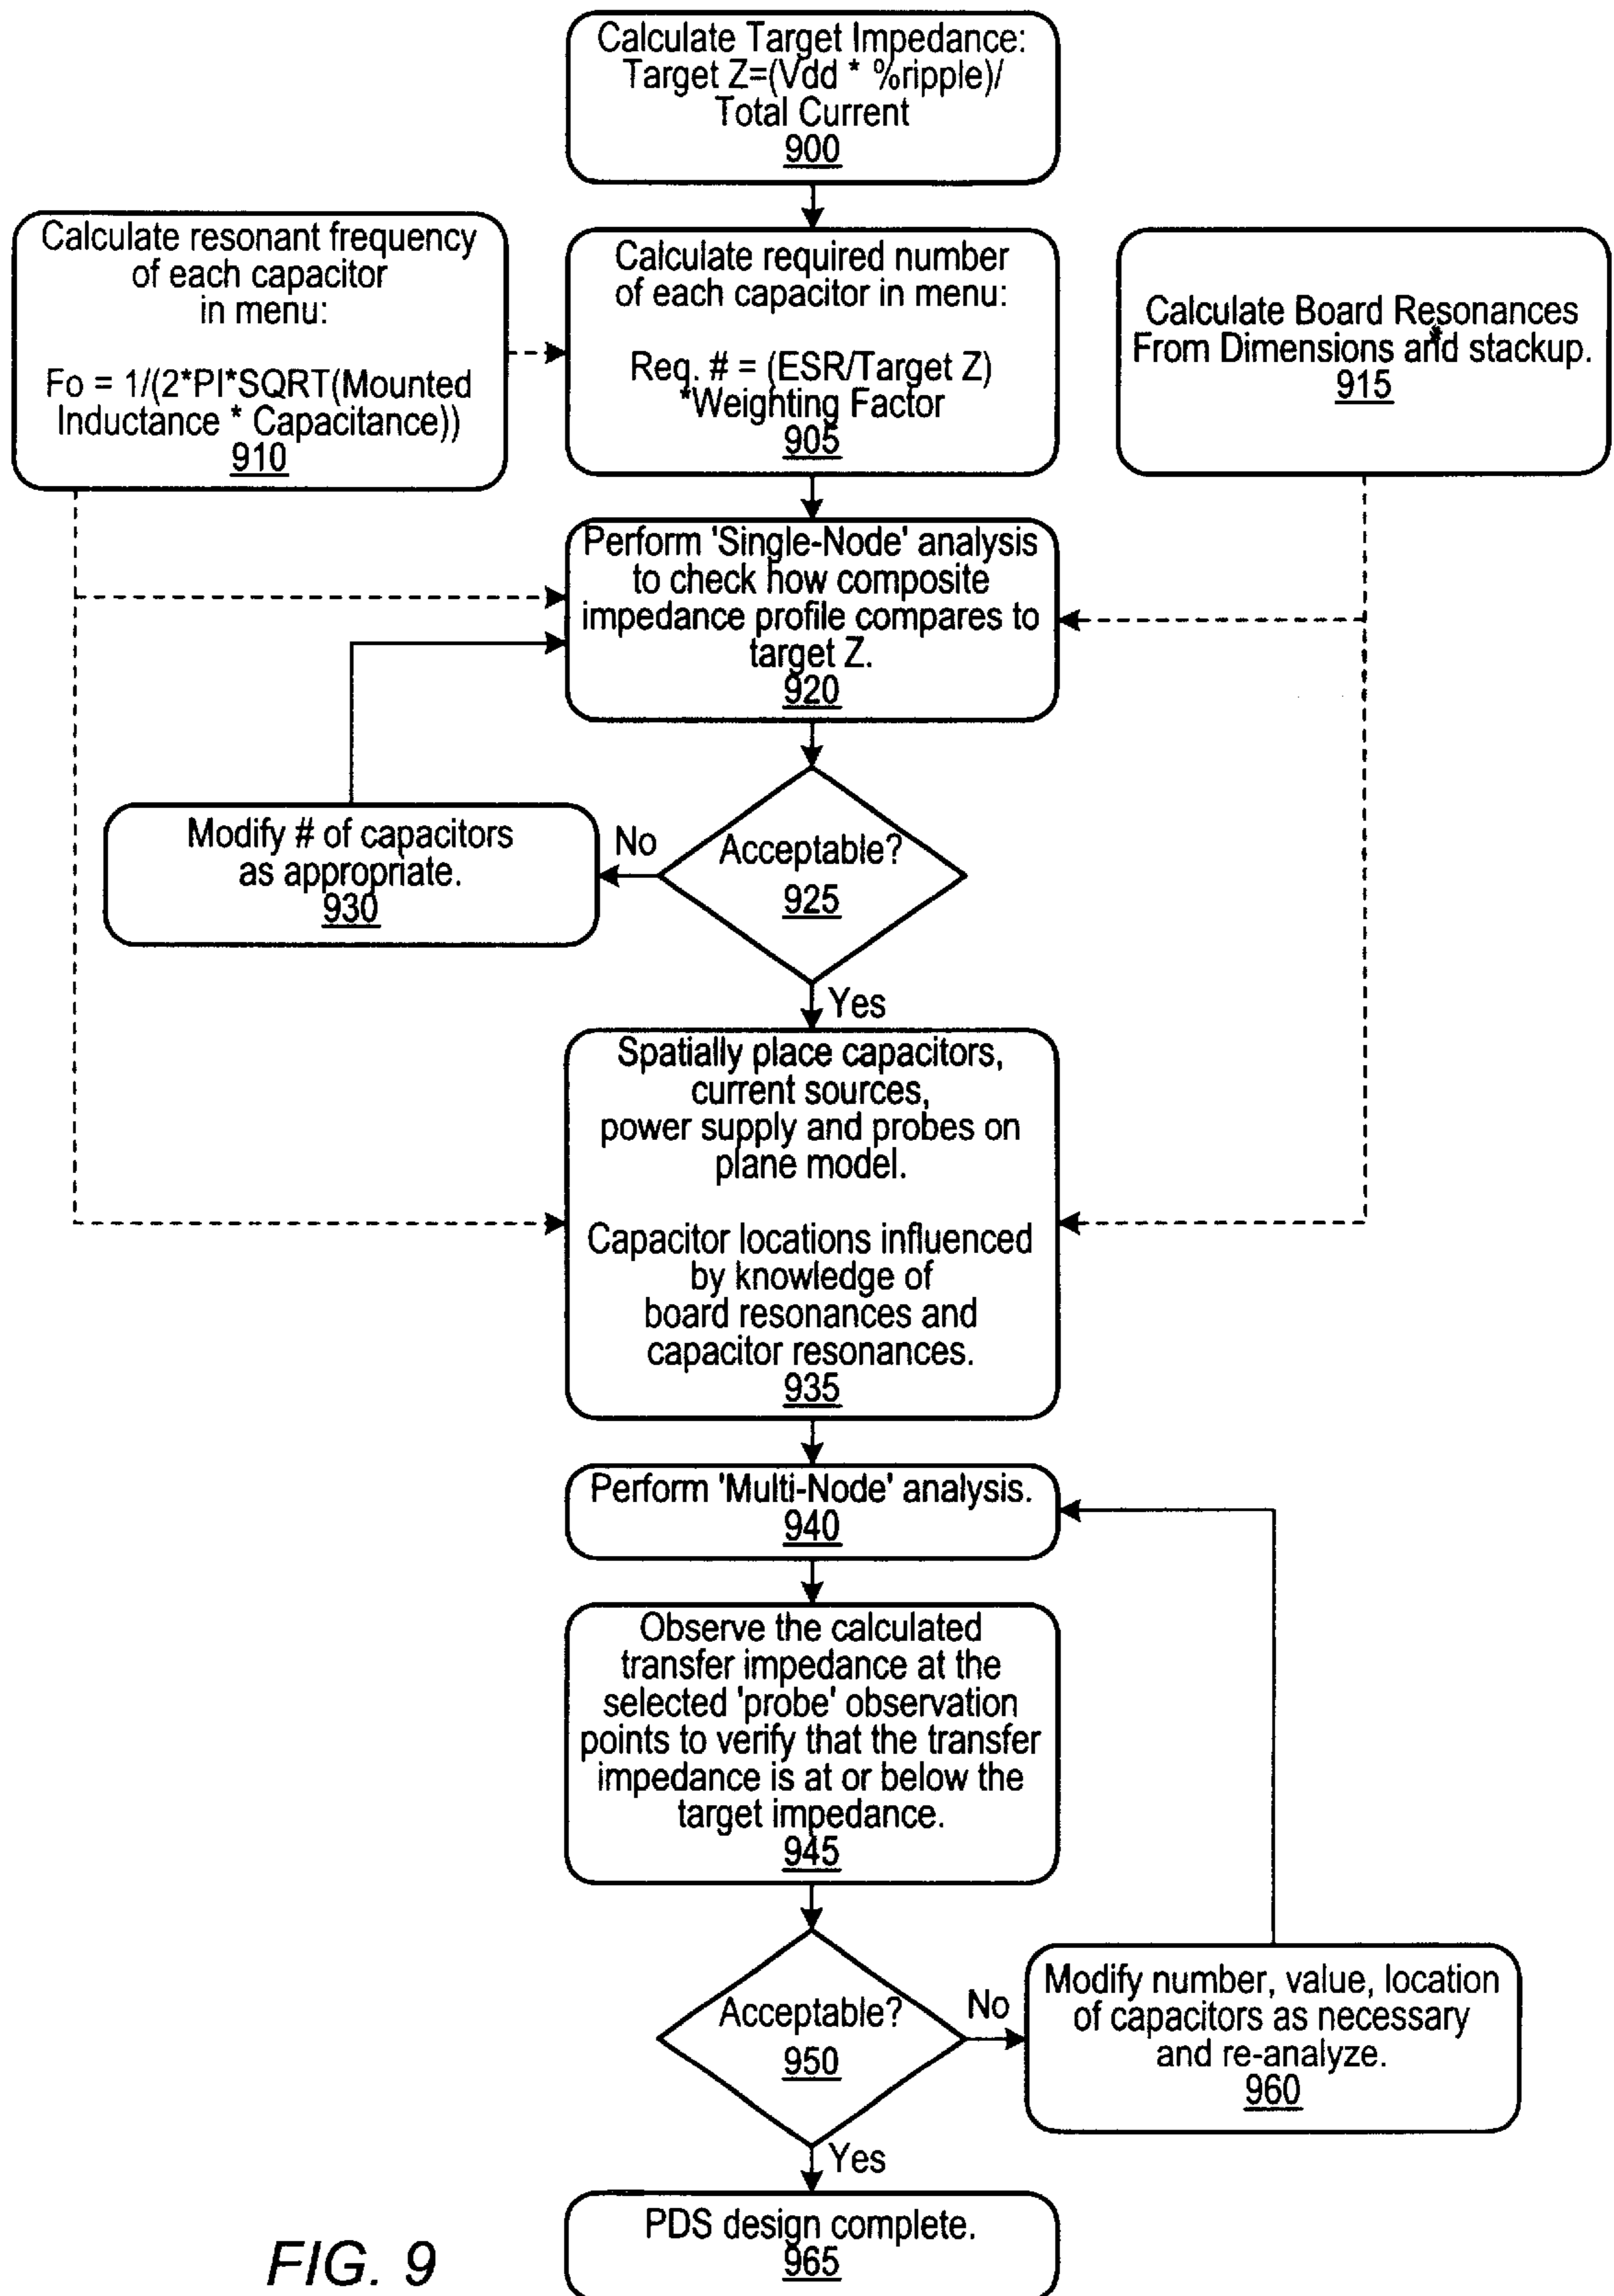 Calculate Target Impedance:
Target Z=(Vdd * %ripple)/
Total Current
900
Calculate resonant frequency
of each capacitor
in menu:
Fo = 1/(2*PI*SQRT(Mounted
Inductance * Capacitance))
910
Calculate required number
of each capacitor in menu:
Req. # = (ESR/Target Z)
*Weighting Factor
905
Calculate Board Resonances
From Dimensions and stackup.
*
915
Perform 'Single-Node' analysis
to check how composite
impedance profile compares to
target Z.
920
Modify # of capacitors
as appropriate.
930
No
Acceptable?
925
Yes
Spatially place capacitors,
current sources,
power supply and probes on
plane model.
Capacitor locations influenced
by knowledge of
board resonances and
capacitor resonances.
935
Perform 'Multi-Node' analysis.
940
Observe the calculated
transfer impedance at the
selected 'probe' observation
points to verify that the transfer
impedance is at or below the
target impedance.
945
Acceptable?
950
No
Modify number, value, location
of capacitors as necessary
and re-analyze.
960
Yes
PDS design complete.
965
FIG. 9